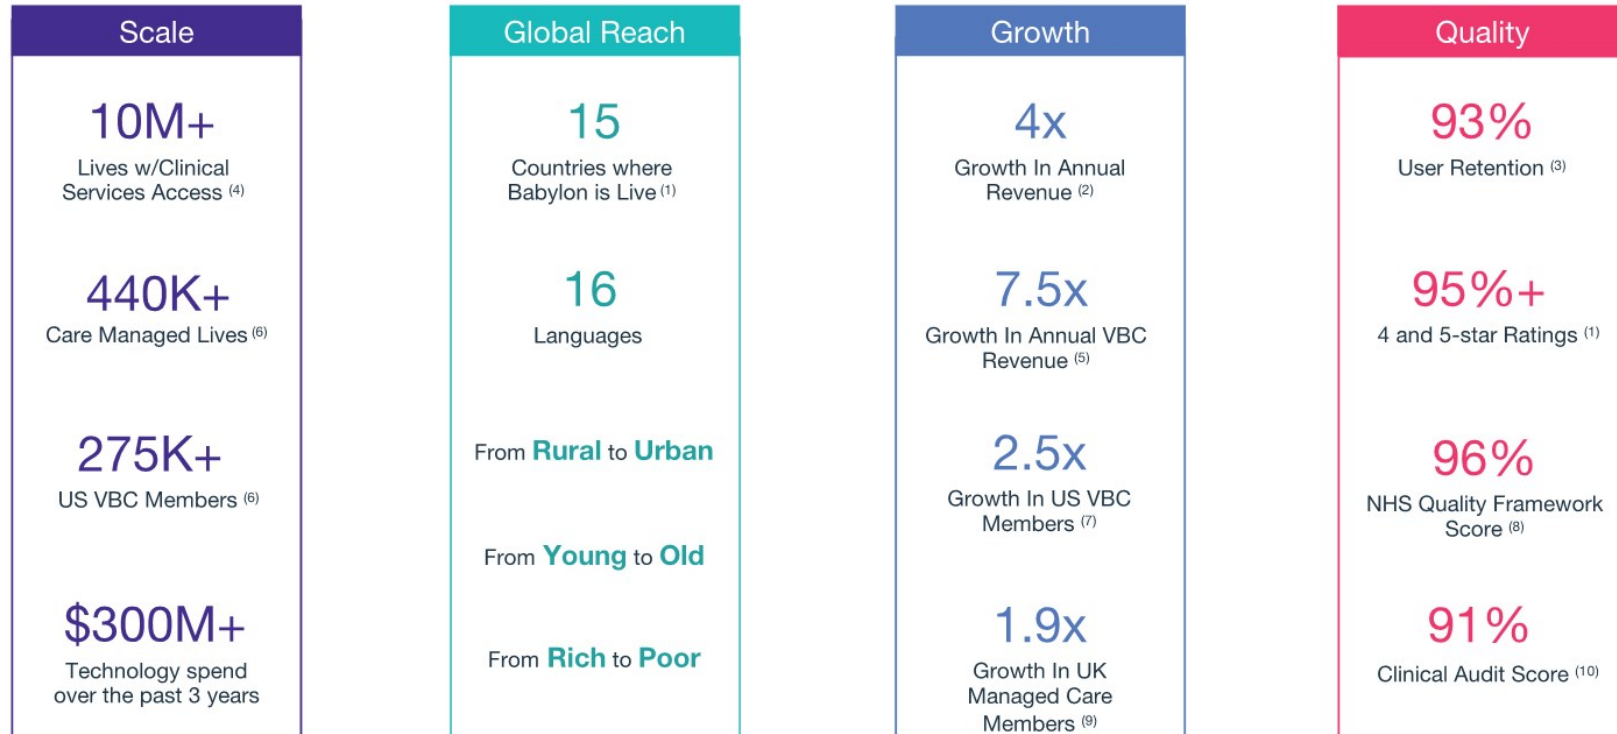 Scale
10M+
Lives w/Clinical
Services Access (4)
440K+
Care Managed Lives (6)
275K+
US VBC Members (6)
$300M+
Technology spend
over the past 3 years
Global Reach
15
Countries where
Babylon is Live (1)
16
Languages
From Rural to Urban
From Young to Old
From Rich to Poor
Growth
4x
Growth In Annual
Revenue (2)
7.5x
Growth In Annual VBC
Revenue (5)
2.5x
Growth In US VBC
Members (7)
1.9x
Growth In UK
Managed Care
Members (9)
Quality
93%
User Retention (3)
95%+
4 and 5-star Ratings (1)
96%
NHS Quality Framework
Score (8)
91%
Clinical Audit Score (10)